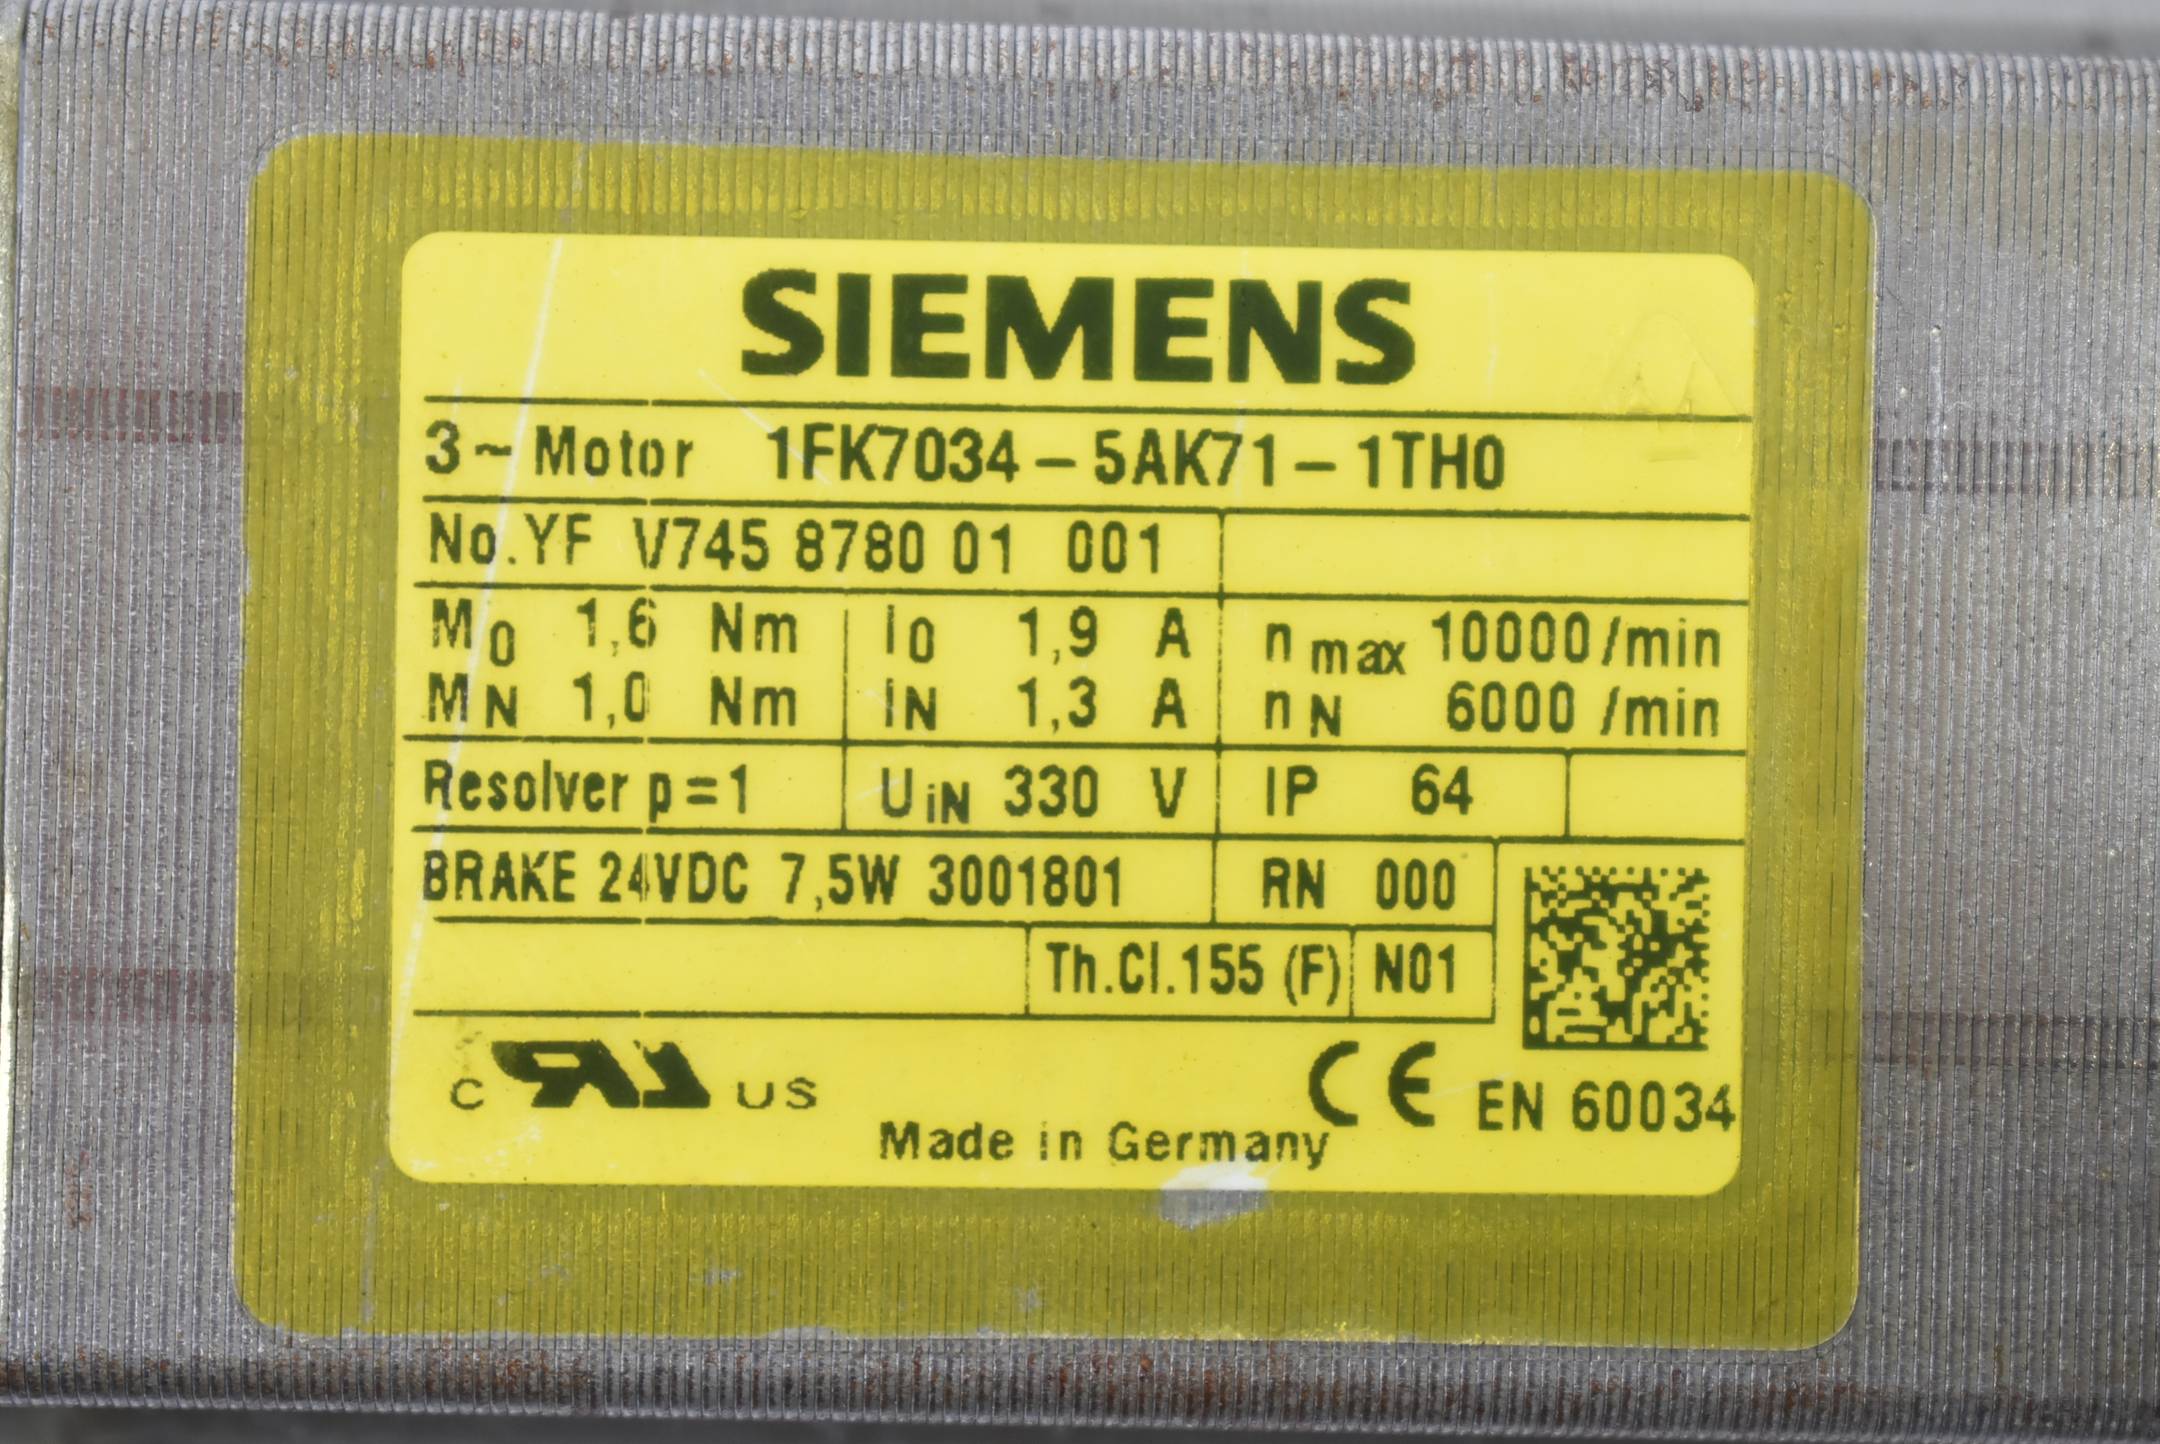 SIEMENS
3~Motor 1FK7034-5AK71-1TH0
No.YF V745 8780 01 001
M0 1,6 Nm I0 1,9 A nmax 10000/min
MN 1,0 Nm IN 1,3 A nN 6000 /min
Resolver p=1 UiN 330 V IP 64
BRAKE 24VDC 7,5W 3001801 RN 000
Th.Cl.155 (F) N01
c RU US CE EN 60034
Made in Germany